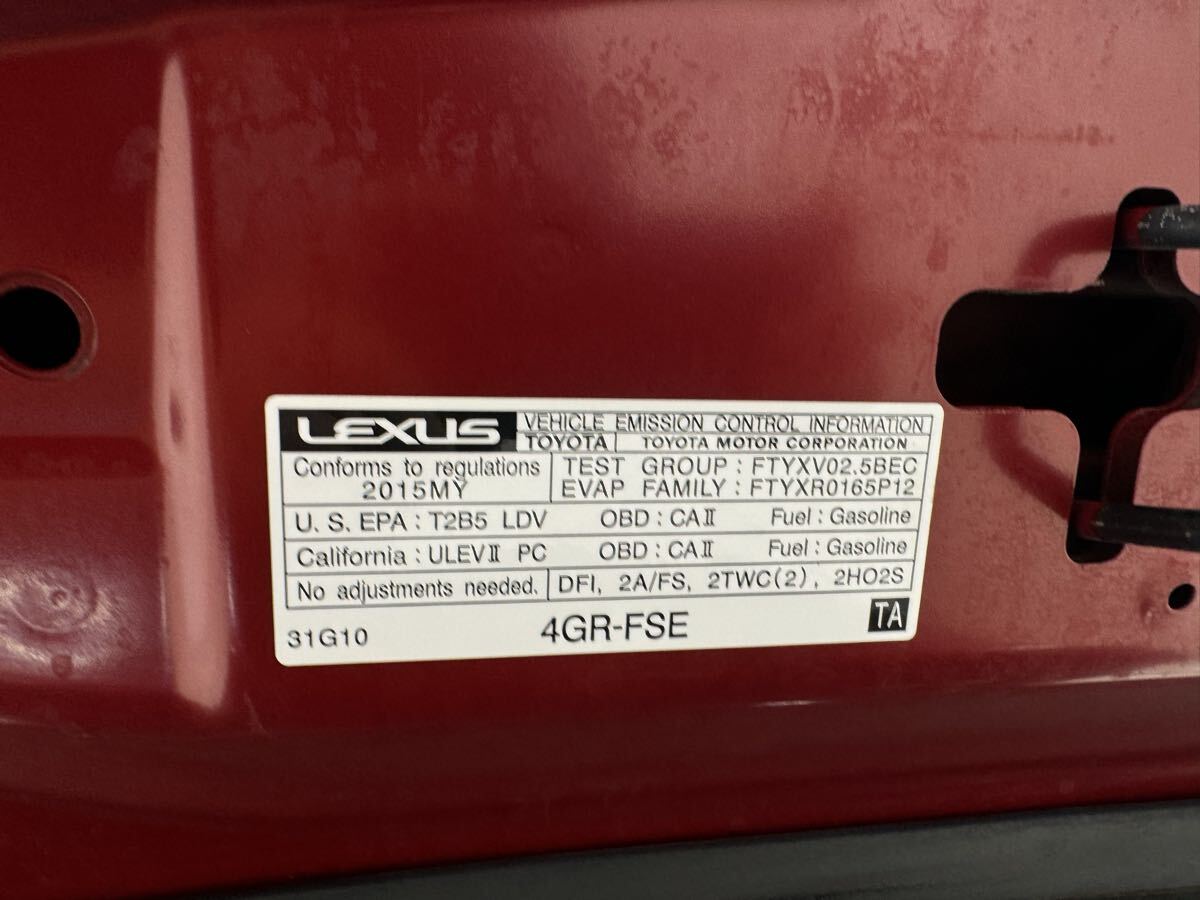 LEXUS VEHICLE EMISSION CONTROL INFORMATION
TOYOTA TOYOTA MOTOR CORPORATION
Conforms to regulations
2015MY
TEST GROUP : FTYXV02.5BEC
EVAP FAMILY : FTYXR0165P12
U. S. EPA : T2B5 LDV OBD : CAII Fuel : Gasoline
California : ULEVII PC OBD : CAII Fuel : Gasoline
No adjustments needed. DFI, 2A/FS, 2TWC(2), 2HO2S
31G10 4GR-FSE TA